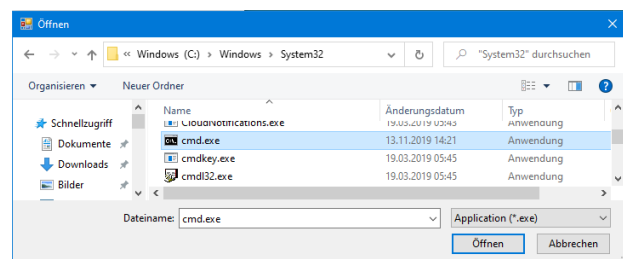 Öffnen
« Windows (C:) > Windows > System32
"System32" durchsuchen
Organisieren
Neuer Ordner
Name Änderungsdatum Typ
CloudNotifications.exe 19.03.2019 05:45 Anwendung
cmd.exe 13.11.2019 14:21 Anwendung
cmdkey.exe 19.03.2019 05:45 Anwendung
cmdl32.exe 19.03.2019 05:45 Anwendung
Schnellzugriff
Dokumente
Downloads
Bilder
Dateiname: cmd.exe Application (*.exe)
Öffnen Abbrechen